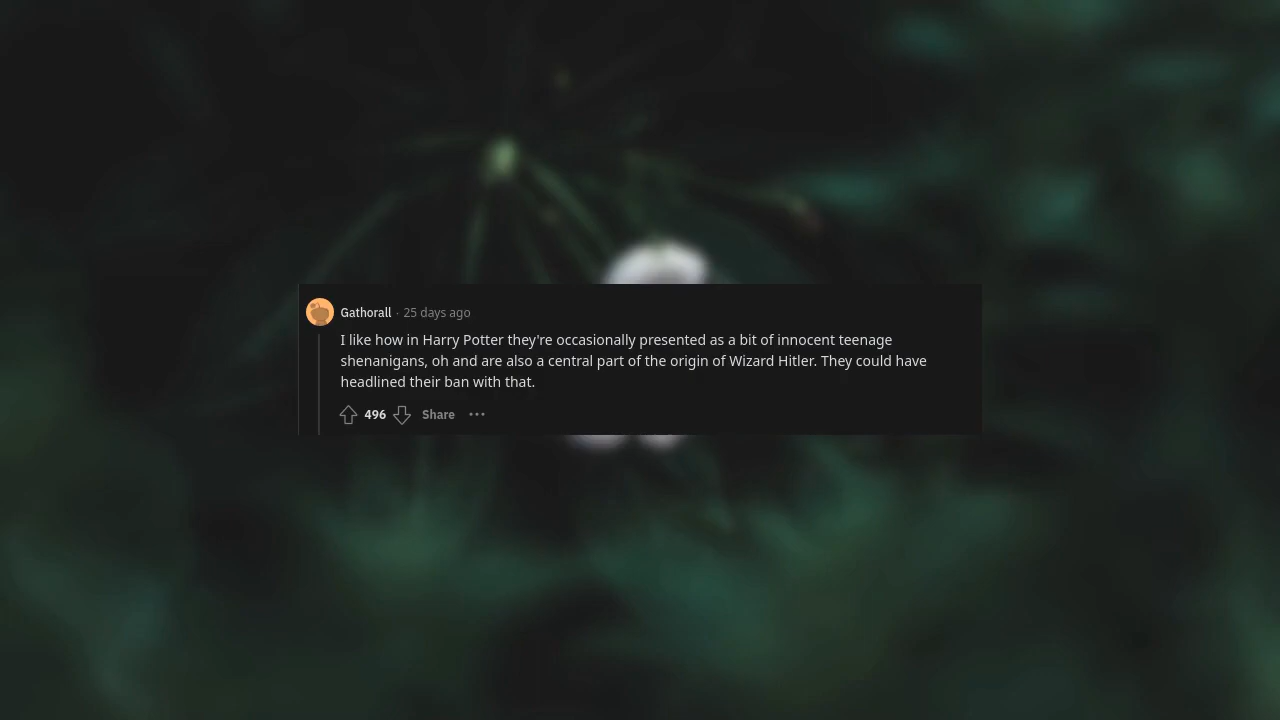 Gathorall · 25 days ago
I like how in Harry Potter they're occasionally presented as a bit of innocent teenage
shenanigans, oh and are also a central part of the origin of Wizard Hitler. They could have
headlined their ban with that.
496 Share ···